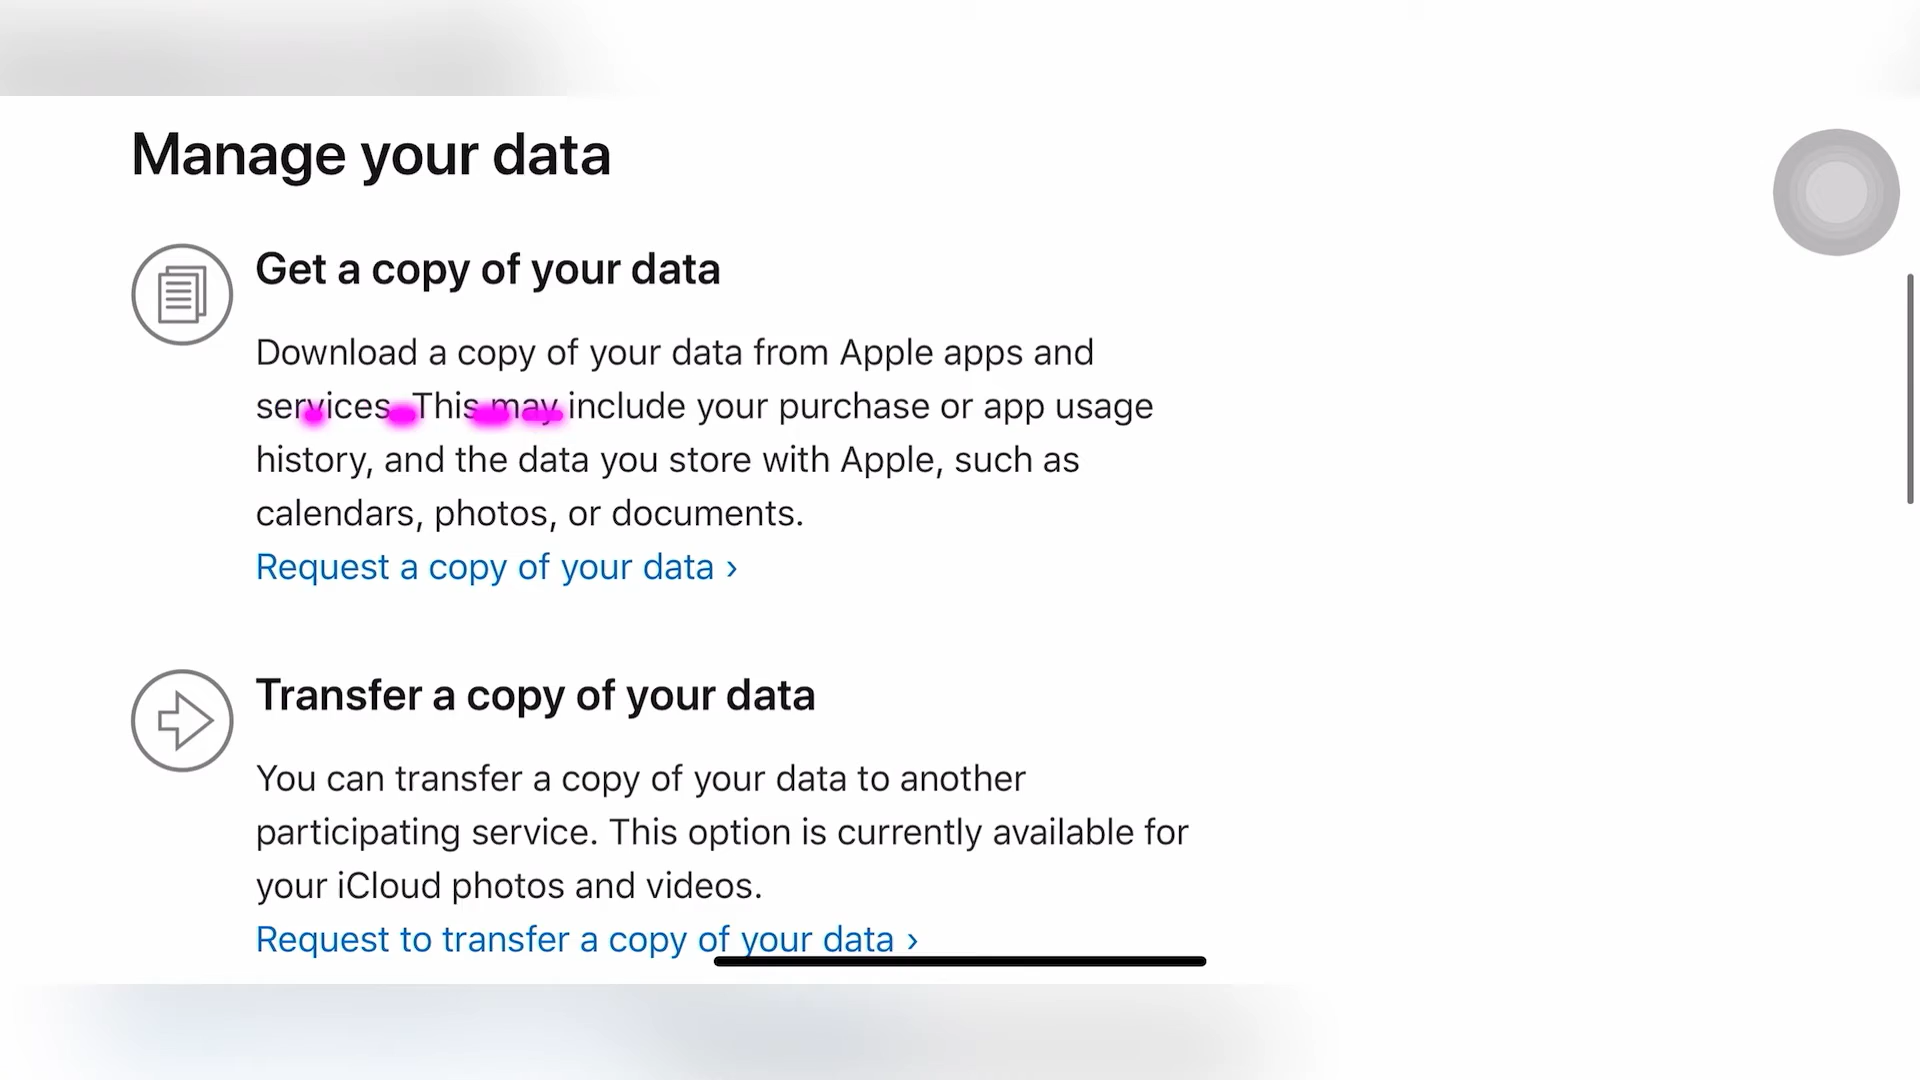 Manage your data
Get a copy of your data
Download a copy of your data from Apple apps and
services. This may include your purchase or app usage
history, and the data you store with Apple, such as
calendars, photos, or documents.
Request a copy of your data ›
Transfer a copy of your data
You can transfer a copy of your data to another
participating service. This option is currently available for
your iCloud photos and videos.
Request to transfer a copy of your data ›